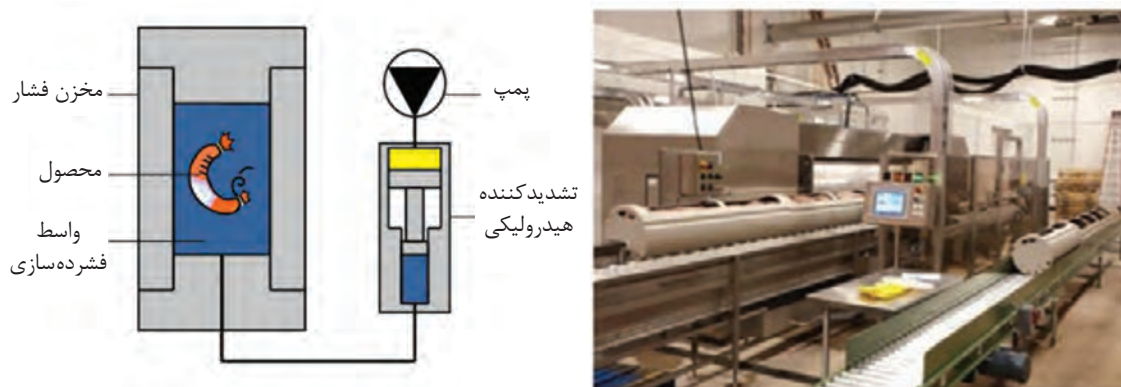 مخزن فشار
محصول
واسط
فشرده‌سازی
پمپ
تشدیدکننده
هیدرولیکی